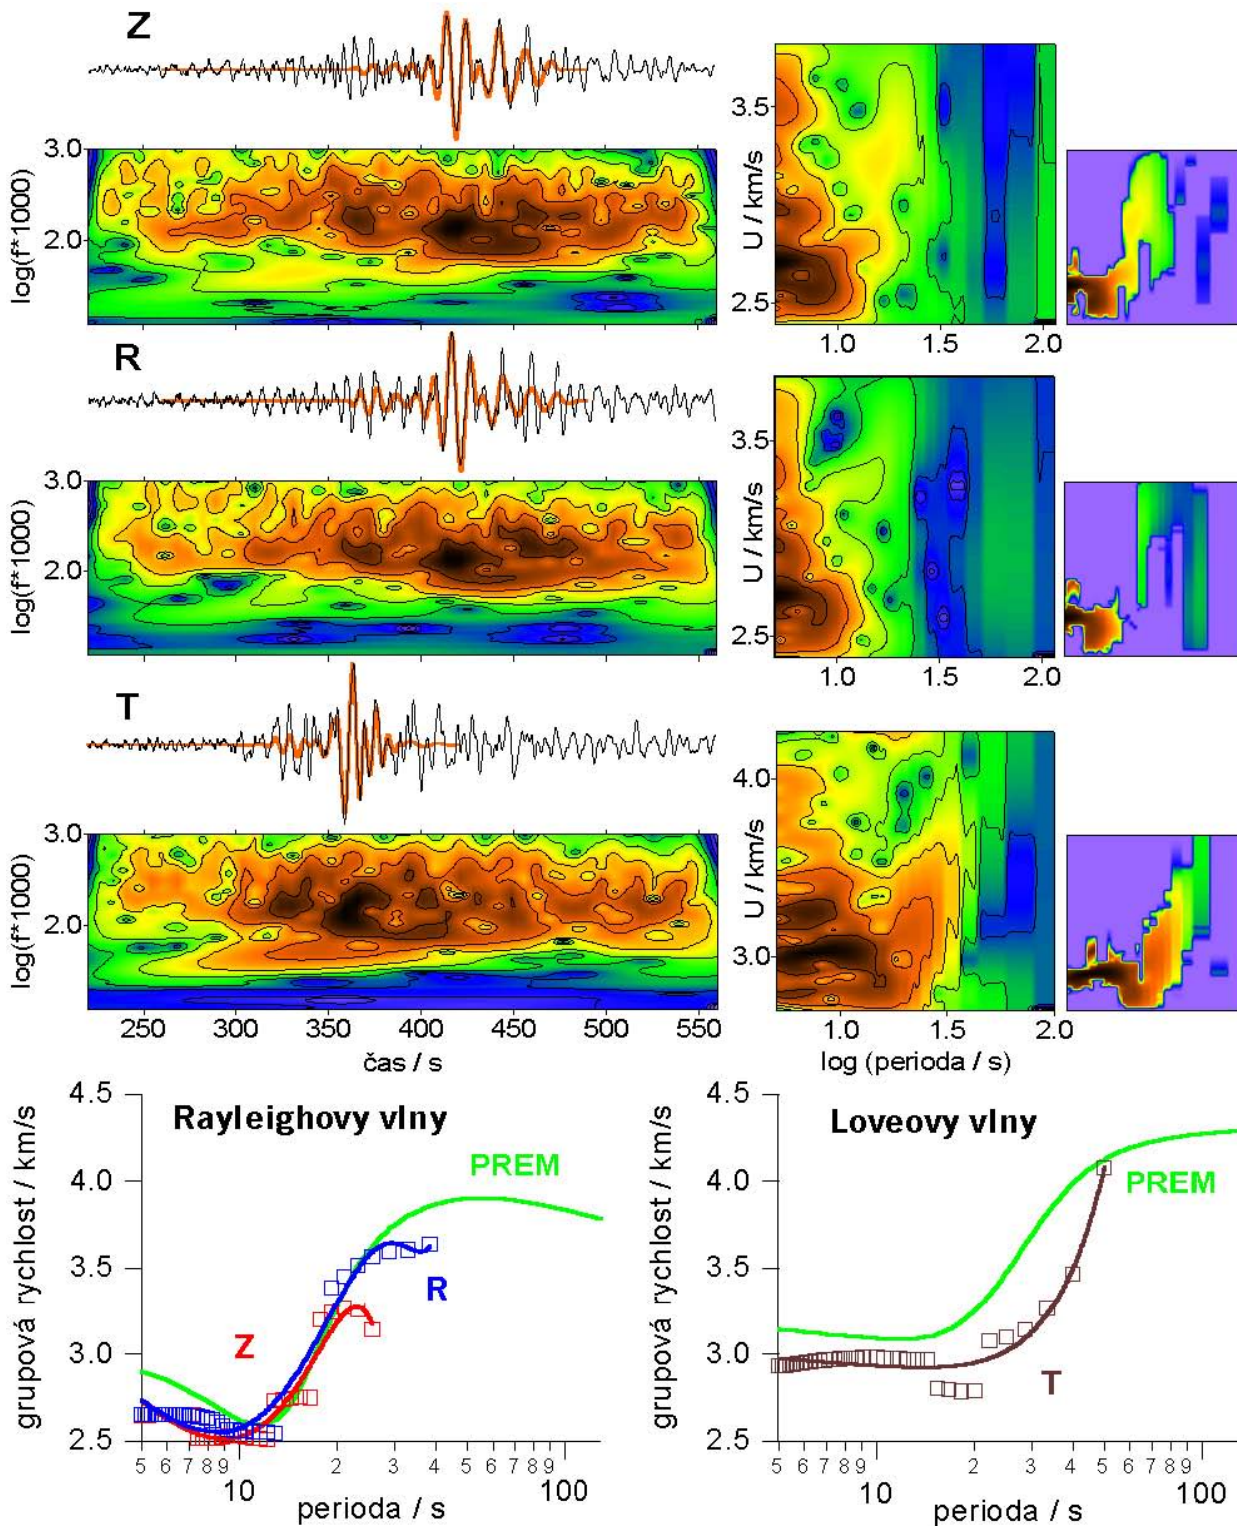 Z
3.0
2.0
log(f*1000)
3.5
2.5
U / km/s
1.0 1.5 2.0
R
3.0
2.0
log(f*1000)
3.5
2.5
U / km/s
1.0 1.5 2.0
T
3.0
2.0
log(f*1000)
250 300 350 400 450 500 550
čas / s
4.0
3.0
U / km/s
1.0 1.5 2.0
log (perioda / s)
Rayleighovy vlny
PREM
R
Z
4.5
4.0
3.5
3.0
2.5
grupová rychlost / km/s
5 6 7 8 9 2 3 4 5 6 7 8 9
10 100
perioda / s
Loveovy vlny
PREM
T
4.5
4.0
3.5
3.0
2.5
grupová rychlost / km/s
5 6 7 8 9 2 3 4 5 6 7 8 9
10 100
perioda / s